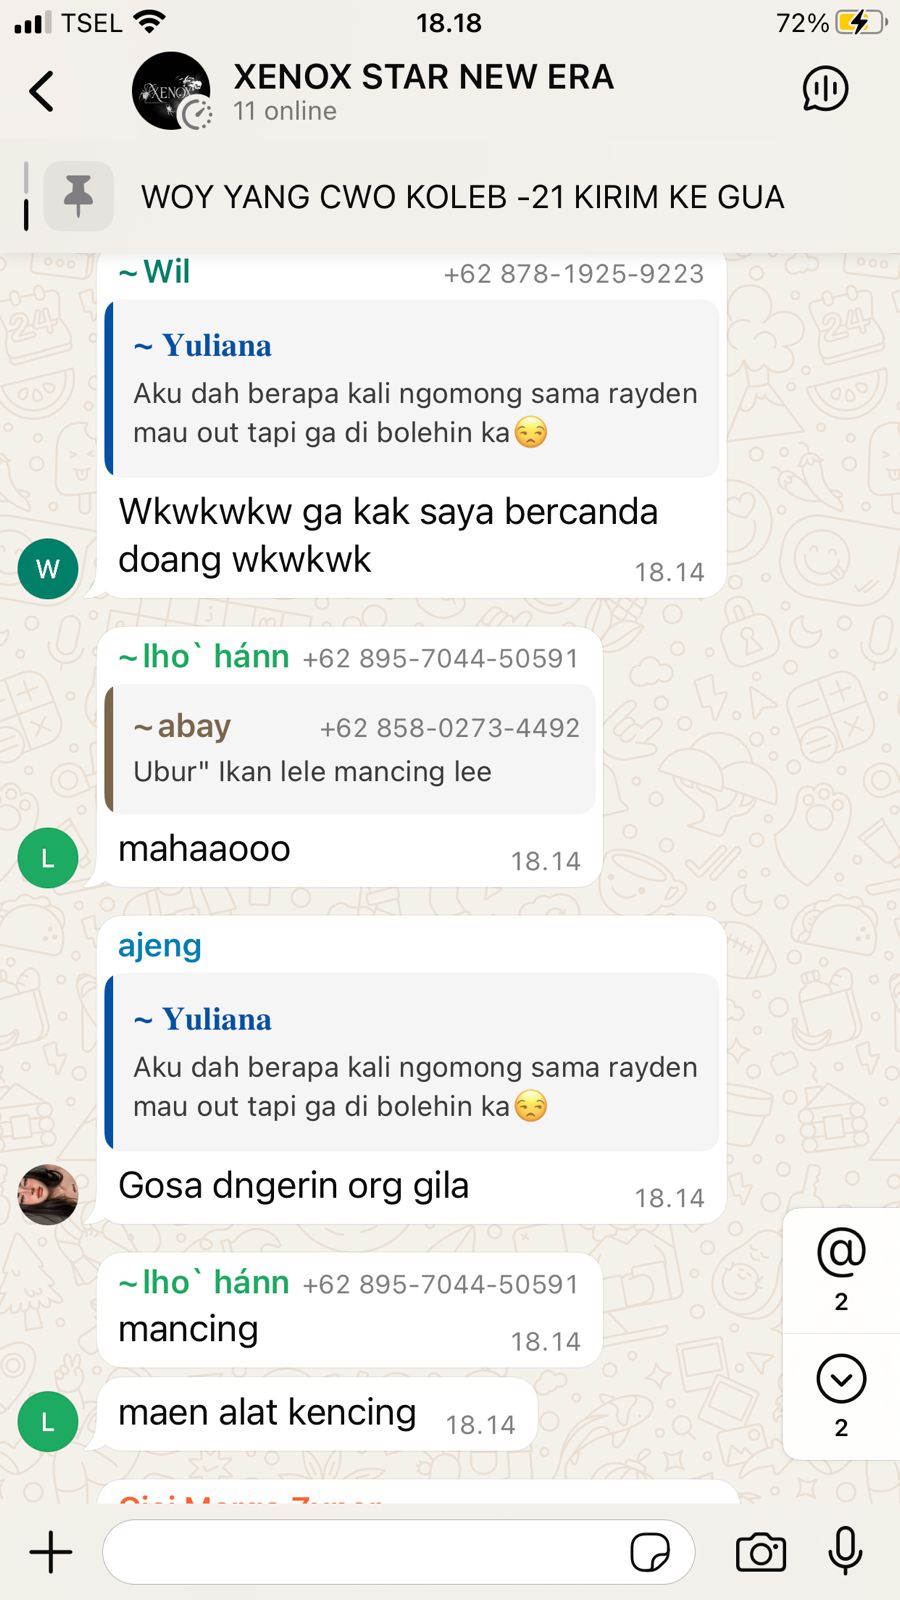 TSEL
18.18
72%
XENOX
XENOX STAR NEW ERA
11 online
WOY YANG CWO KOLEB -21 KIRIM KE GUA
24
24
~ Wil +62 878-1925-9223
~ Yuliana
Aku dah berapa kali ngomong sama rayden
mau out tapi ga di bolehin ka😒
Wkwkwkw ga kak saya bercanda
doang wkwkwk
18.14
W
~ lho` hánn +62 895-7044-50591
~ abay +62 858-0273-4492
Ubur" Ikan lele mancing lee
mahaaooo
18.14
L
ajeng
~ Yuliana
Aku dah berapa kali ngomong sama rayden
mau out tapi ga di bolehin ka😒
Gosa dngerin org gila
18.14
~ lho` hánn +62 895-7044-50591
mancing
18.14
@
2
maen alat kencing
18.14
L
2